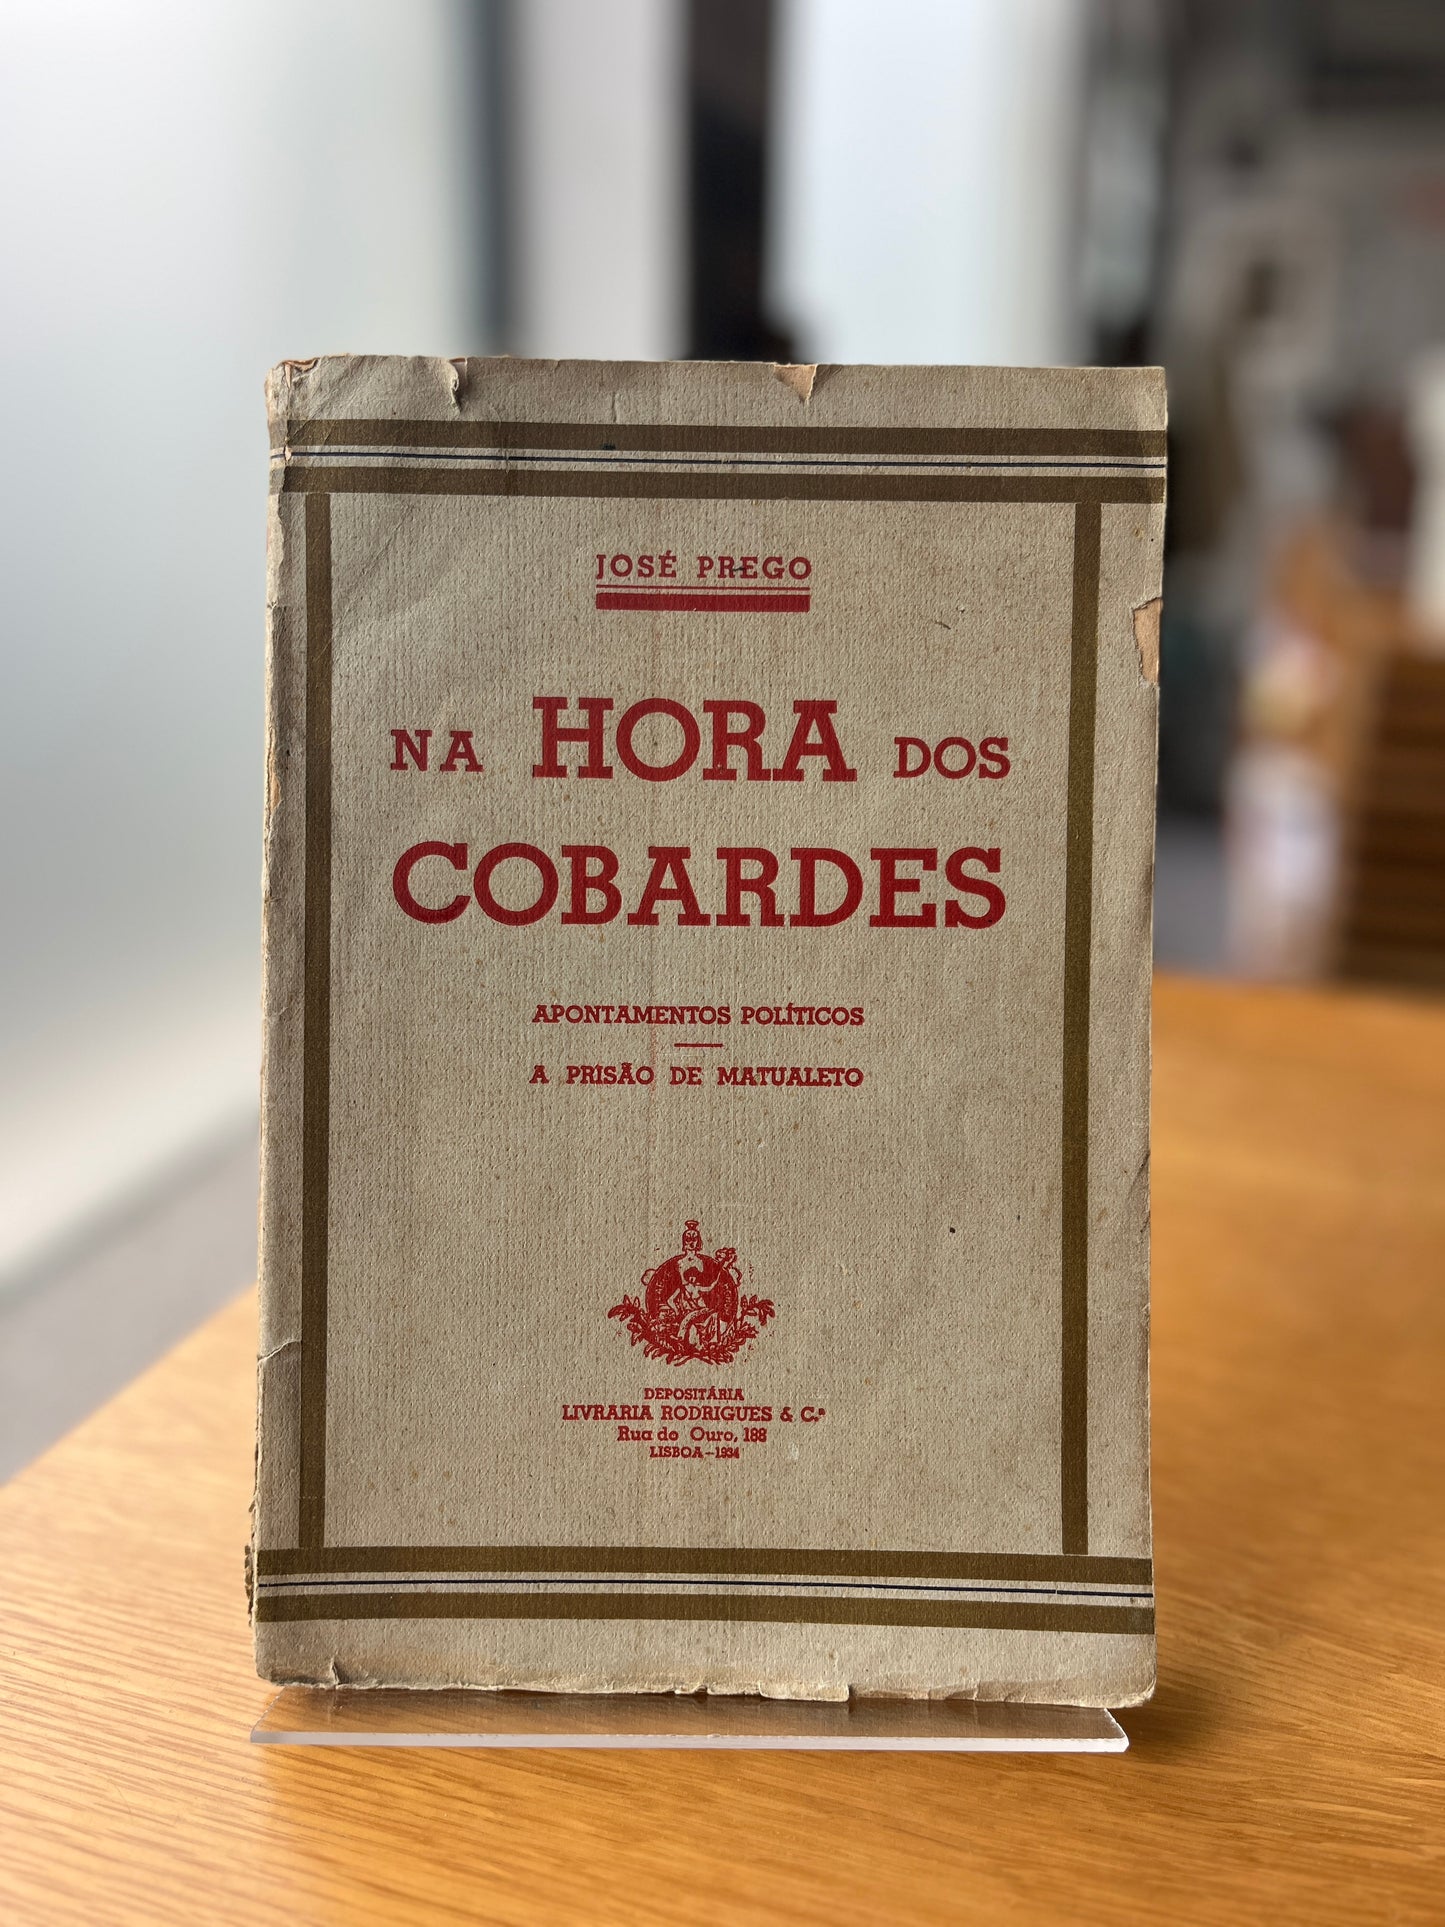 JOSÉ PREGO
NA HORA DOS
COBARDES
APONTAMENTOS POLÍTICOS
A PRISÃO DE MATUALETO
DEPOSITÁRIA
LIVRARIA RODRIGUES & C.ª
Rua do Ouro, 188
LISBOA—1934